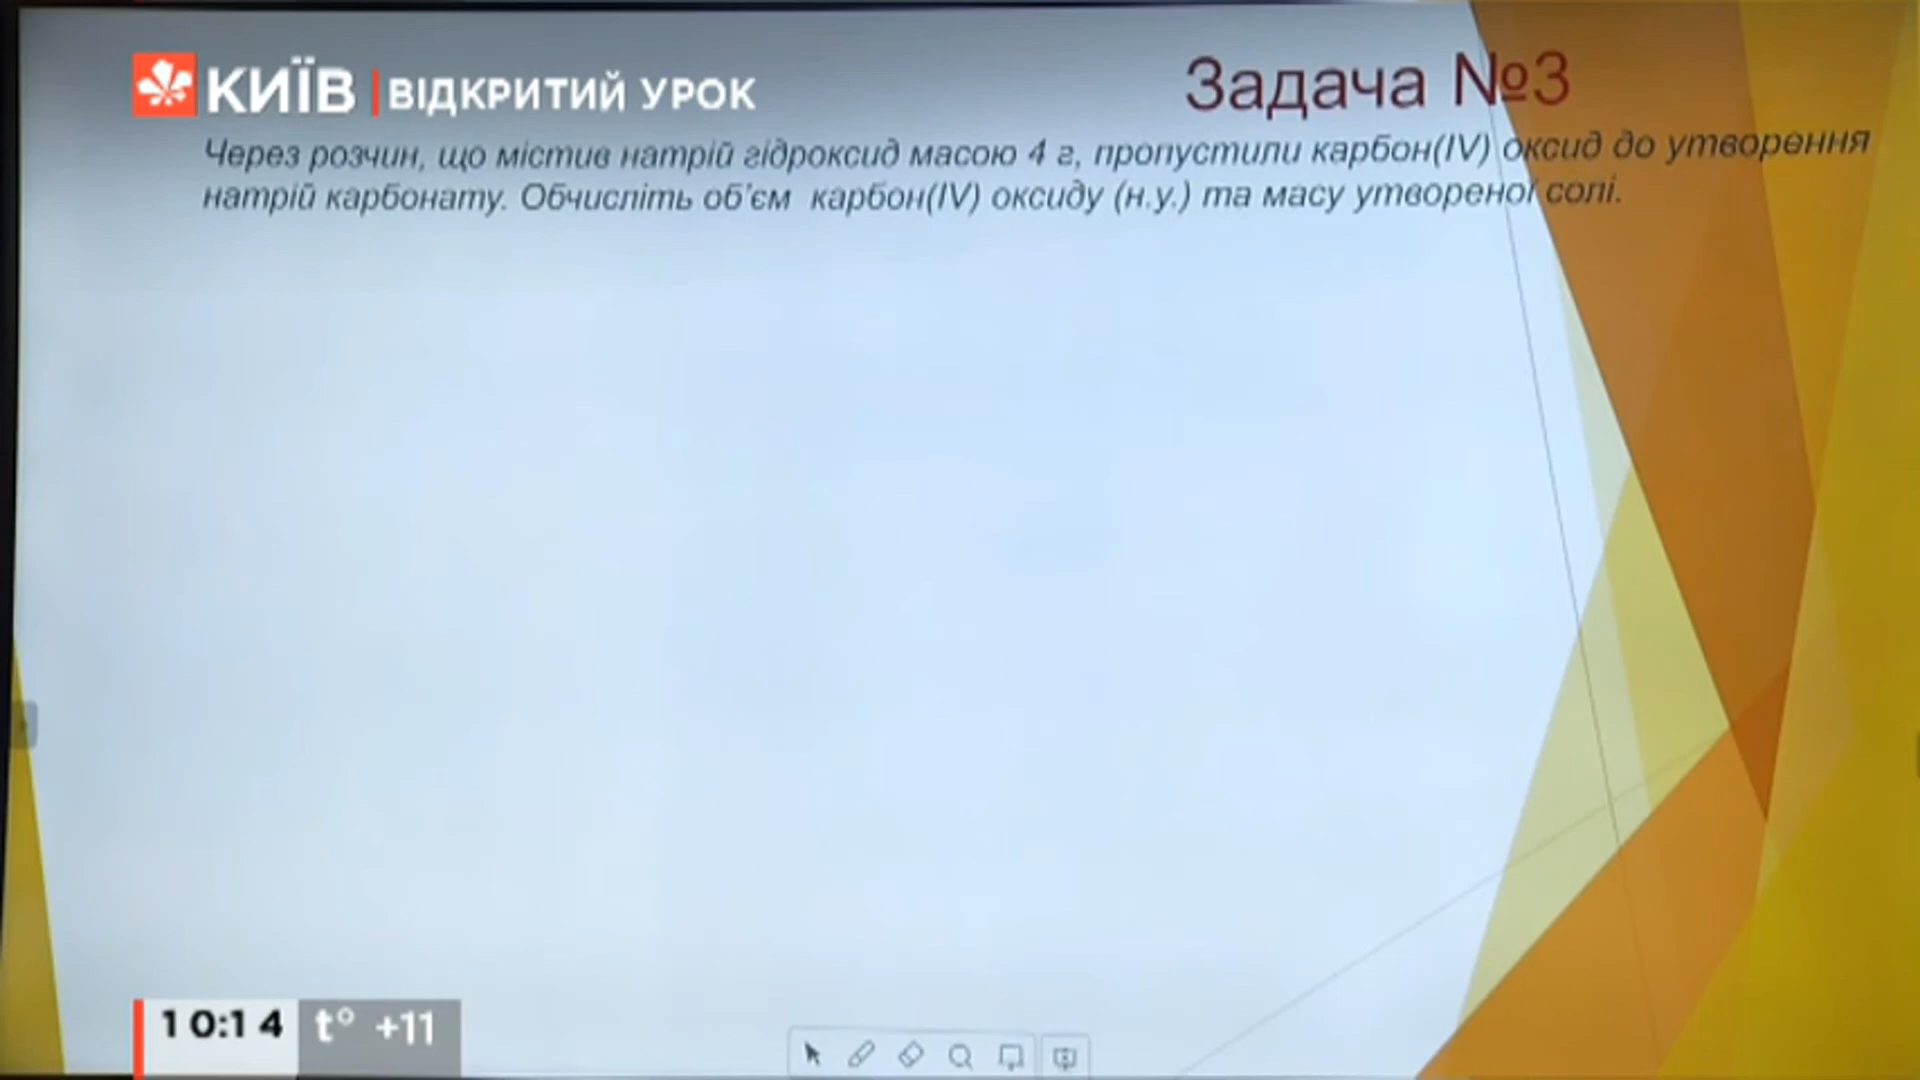 КИЇВ | ВІДКРИТИЙ УРОК
Задача №3
Через розчин, що містив натрій гідроксид масою 4 г, пропустили карбон(IV) оксид до утворення
натрій карбонату. Обчисліть об'єм карбон(IV) оксиду (н.у.) та масу утвореної солі.
10:14 t° +11